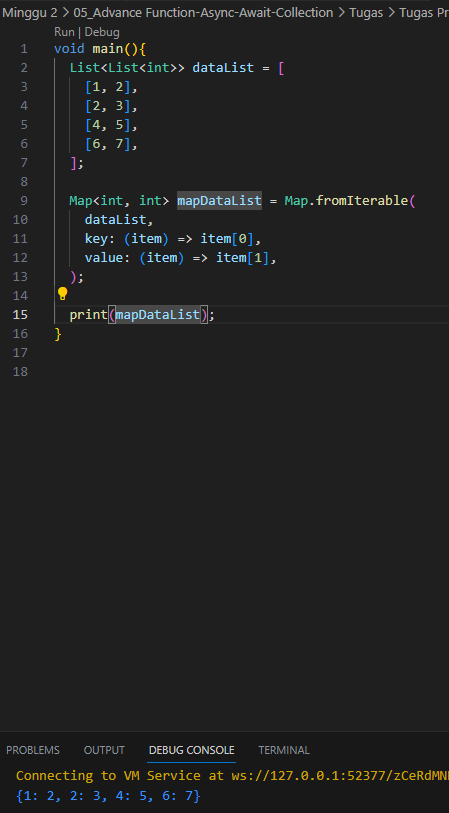 Minggu 2 > 05_Advance Function-Async-Await-Collection > Tugas > Tugas Pr
Run | Debug
1 void main(){
2   List<List<int>> dataList = [
3     [1, 2],
4     [2, 3],
5     [4, 5],
6     [6, 7],
7   ];
8
9   Map<int, int> mapDataList = Map.fromIterable(
10     dataList,
11     key: (item) => item[0],
12     value: (item) => item[1],
13   );
14
15   print(mapDataList);
16 }
17
18
PROBLEMS OUTPUT DEBUG CONSOLE TERMINAL
Connecting to VM Service at ws://127.0.0.1:52377/zCeRdMN
{1: 2, 2: 3, 4: 5, 6: 7}